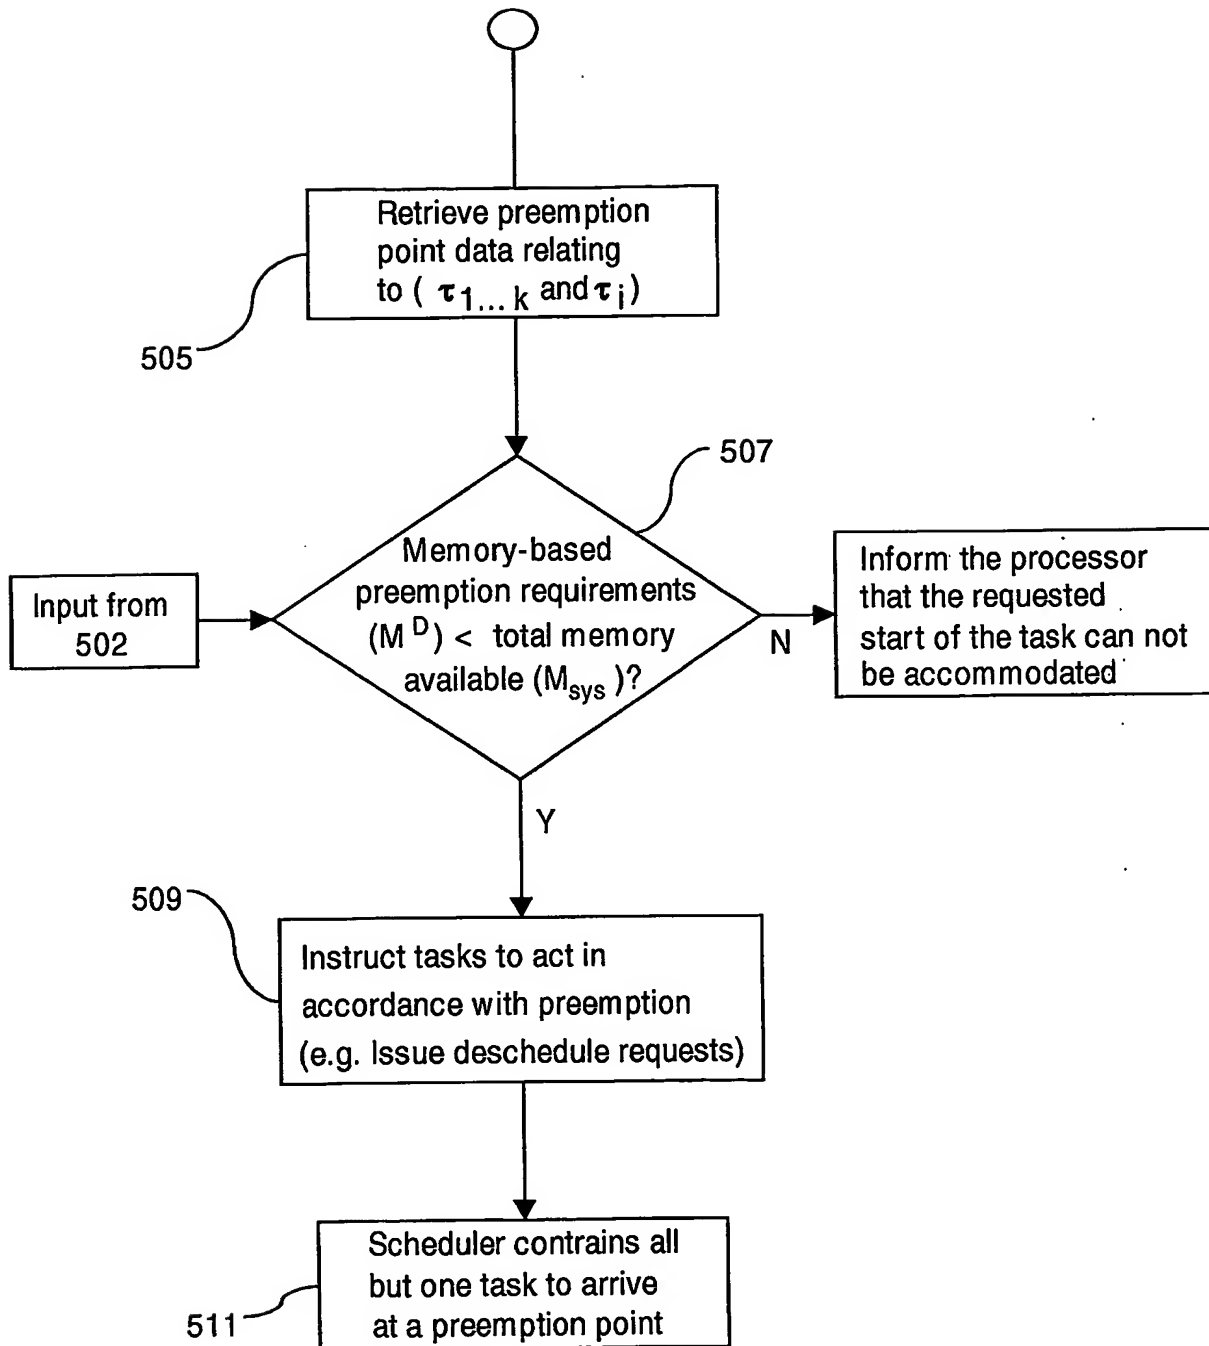 Retrieve preemption
point data relating
to ( τ1... k and τi)
505
507
Memory-based
preemption requirements
(M D) < total memory
available (Msys )?
Input from
502
N
Inform the processor
that the requested
start of the task can not
be accommodated
Y
509
Instruct tasks to act in
accordance with preemption
(e.g. Issue deschedule requests)
Scheduler contrains all
but one task to arrive
at a preemption point
511